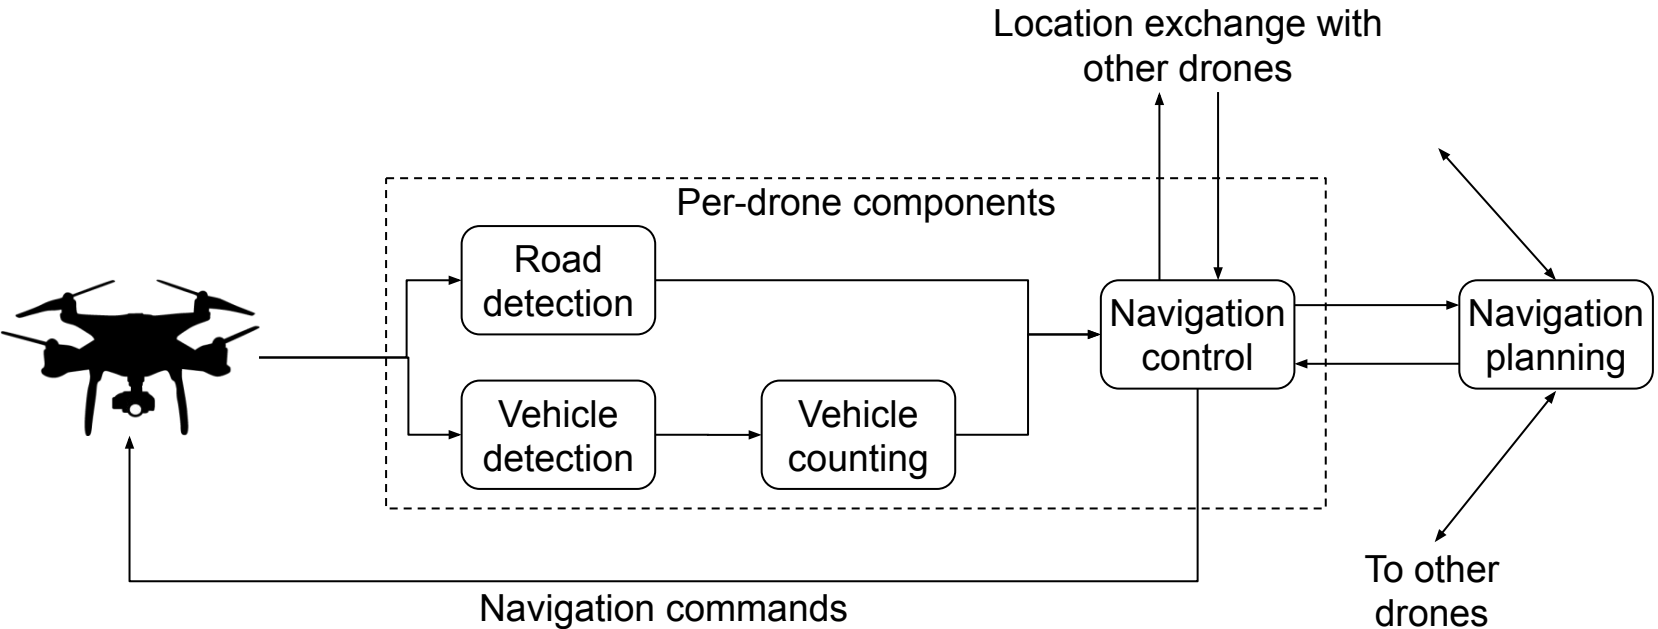 Location exchange with
other drones
Per-drone components
Road
detection
Navigation
control
Navigation
planning
Vehicle
detection
Vehicle
counting
To other
drones
Navigation commands